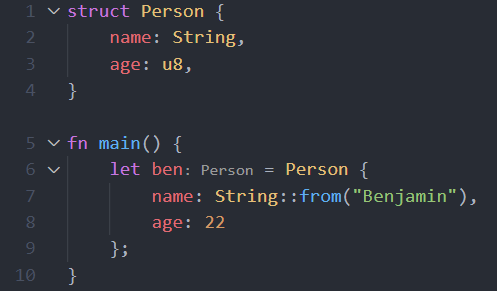 1 struct Person {
2 name: String,
3 age: u8,
4 }
5 fn main() {
6 let ben: Person = Person {
7 name: String::from("Benjamin"),
8 age: 22
9 };
10 }